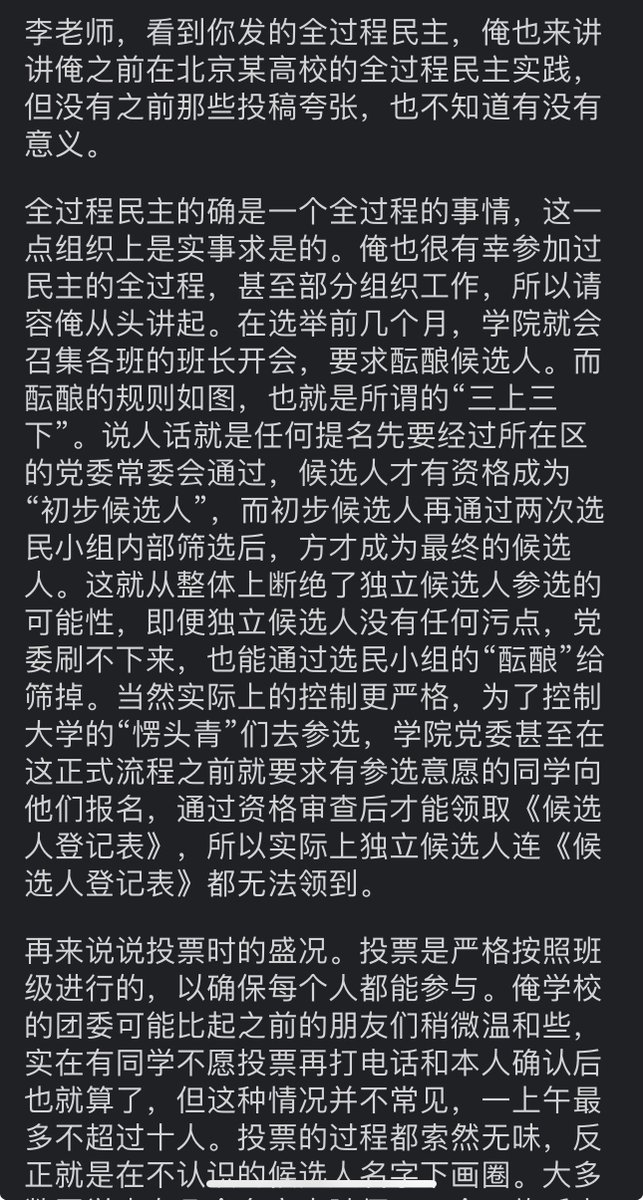 李老师，看到你发的全过程民主，俺也来讲
讲俺之前在北京某高校的全过程民主实践，
但没有之前那些投稿夸张，也不知道有没有
意义。
全过程民主的确是一个全过程的事情，这一
点组织上是实事求是的。俺也很有幸参加过
民主的全过程，甚至部分组织工作，所以请
容俺从头讲起。在选举前几个月，学院就会
召集各班的班长开会，要求酝酿候选人。而
酝酿的规则如图，也就是所谓的“三上三
下”。说人话就是任何提名先要经过所在区
的党委常委会通过，候选人才有资格成为
“初步候选人”，而初步候选人再通过两次选
民小组内部筛选后，方才成为最终的候选
人。这就从整体上断绝了独立候选人参选的
可能性，即便独立候选人没有任何污点，党
委刷不下来，也能通过选民小组的“酝酿”给
筛掉。当然实际上的控制更严格，为了控制
大学的“愣头青”们去参选，学院党委甚至在
这正式流程之前就要求有参选意愿的同学向
他们报名，通过资格审查后才能领取《候选
人登记表》，所以实际上独立候选人连《候
选人登记表》都无法领到。
再来说说投票时的盛况。投票是严格按照班
级进行的，以确保每个人都能参与。俺学校
的团委可能比起之前的朋友们稍微温和些，
实在有同学不愿投票再打电话和本人确认后
也就算了，但这种情况并不常见，一上午最
多不超过十人。投票的过程都索然无味，反
正就是在不认识的候选人名字下画圈。大多